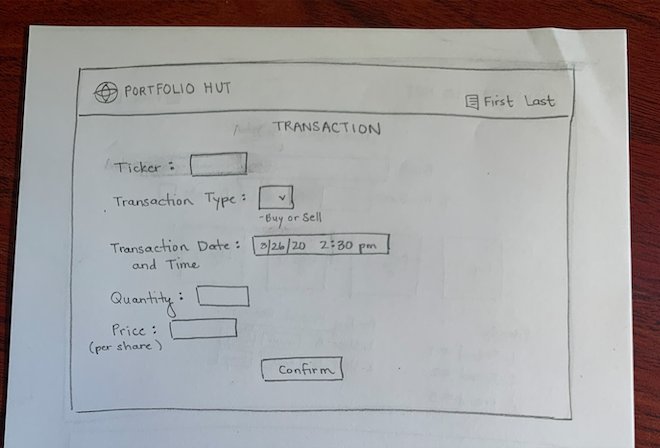 PORTFOLIO HUT
First Last
TRANSACTION
Ticker :
Transaction Type :
-Buy or Sell
Transaction Date : 3/26/20 2:30 pm
and Time
Quantity :
Price :
(per share)
Confirm